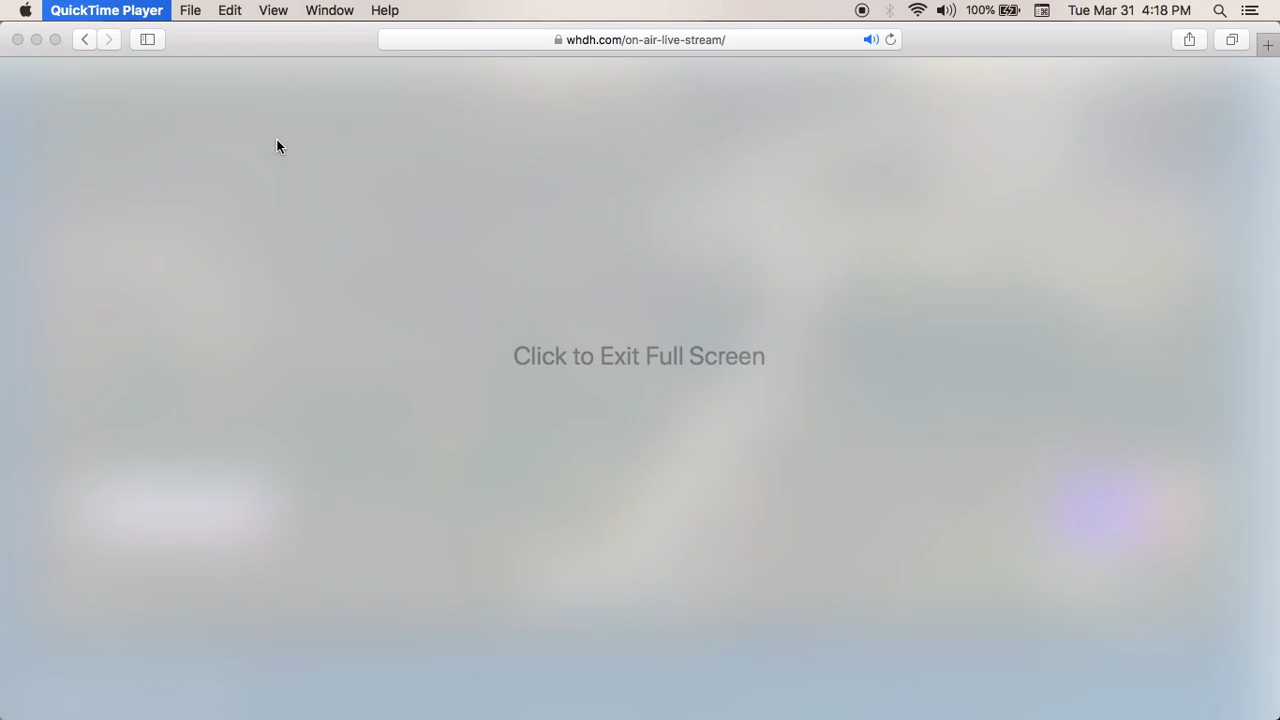 QuickTime Player File Edit View Window Help 100% Tue Mar 31 4:18 PM
whdh.com/on-air-live-stream/
Click to Exit Full Screen